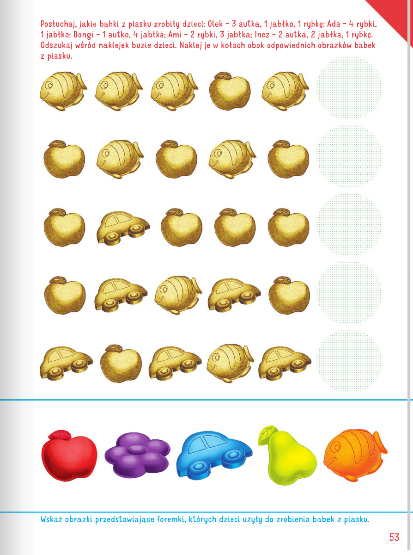 Posłuchaj, jakie babki z piasku zrobiły dzieci: Olek – 3 autka, 1 jabłko, 1 rybkę; Ada – 4 rybki,
1 jabłko; Bangi – 1 autko, 4 jabłka; Ami – 2 rybki, 3 jabłka; Inez – 2 autka, 2 jabłka, 1 rybkę.
Odszukaj wśród naklejek buzie dzieci. Naklej je w kołach obok odpowiednich obrazków babek
z piasku.
Wskaż obrazki przedstawiające foremki, których dzieci użyły do zrobienia babek z piasku.
53